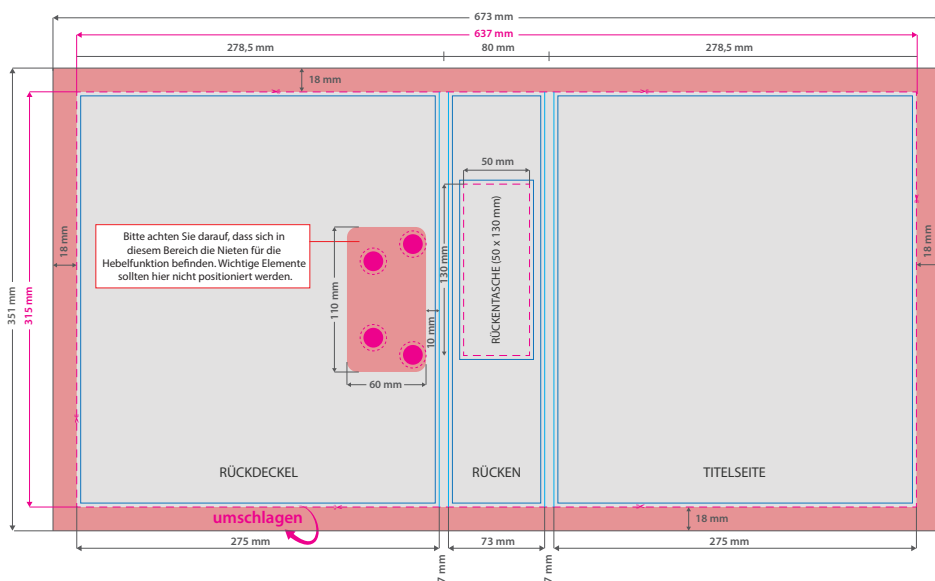 673 mm
637 mm
278,5 mm
80 mm
278,5 mm
18 mm
50 mm
Bitte achten Sie darauf, dass sich in
diesem Bereich die Nieten für die
Hebelfunktion befinden. Wichtige Elemente
sollten hier nicht positioniert werden.
18 mm
351 mm
315 mm
110 mm
60 mm
10 mm
130 mm
RÜCKENTASCHE (50 x 130 mm)
18 mm
RÜCKDECKEL
RÜCKEN
TITELSEITE
umschlagen
18 mm
275 mm
73 mm
275 mm
7 mm
7 mm